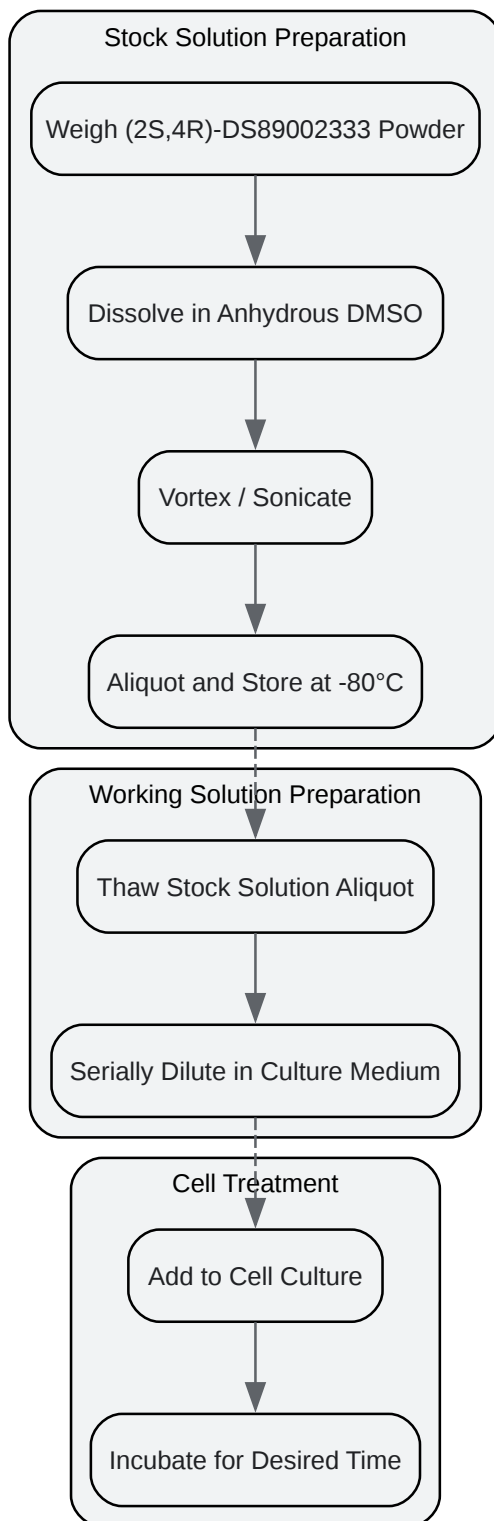 Stock Solution Preparation
Weigh (2S,4R)-DS89002333 Powder
Dissolve in Anhydrous DMSO
Vortex / Sonicate
Aliquot and Store at -80°C
Working Solution Preparation
Thaw Stock Solution Aliquot
Serially Dilute in Culture Medium
Cell Treatment
Add to Cell Culture
Incubate for Desired Time